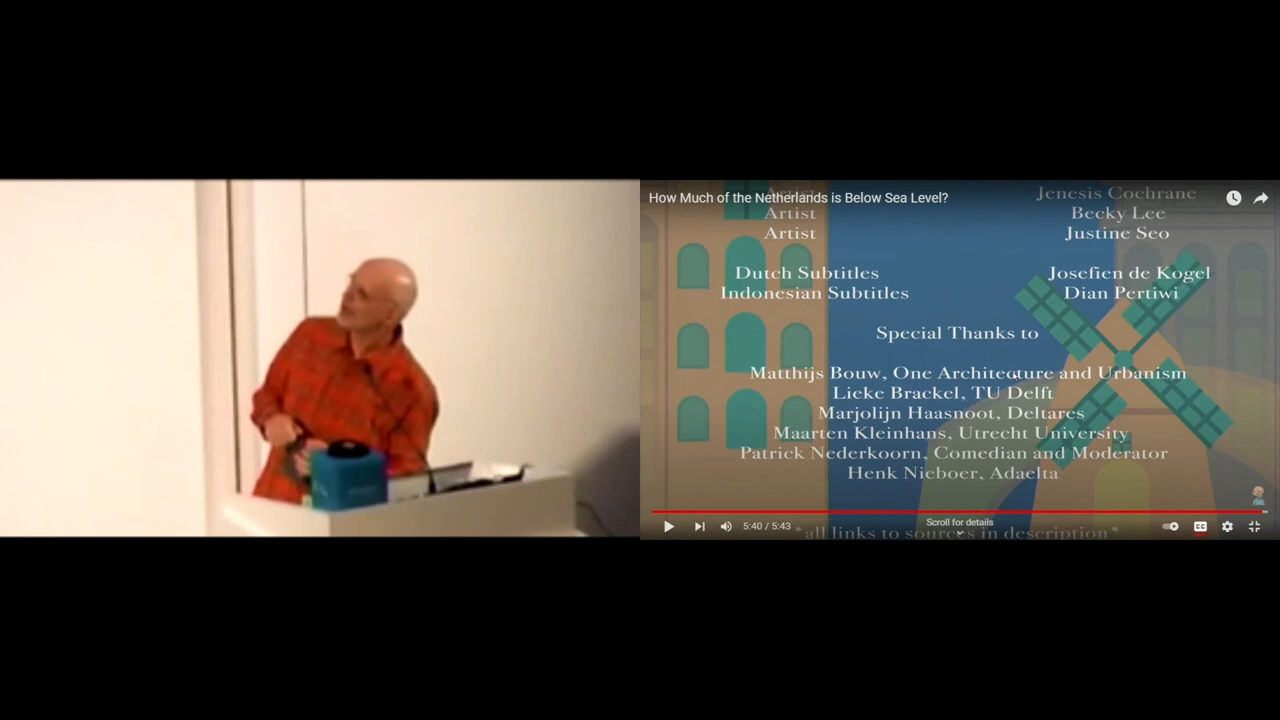 How Much of the Netherlands is Below Sea Level?
Artist Jenesis Cochrane
Artist Becky Lee
Artist Justine Seo
Dutch Subtitles Josefien de Kogel
Indonesian Subtitles Dian Pertiwi
Special Thanks to
Matthijs Bouw, One Architecture and Urbanism
Lieke Brackel, TU Delft
Marjolijn Haasnoot, Deltares
Maarten Kleinhans, Utrecht University
Patrick Nederkoorn, Comedian and Moderator
Henk Nieboer, Adaelta
5:40 / 5:43
Scroll for details
CC
*all links to sources in description*